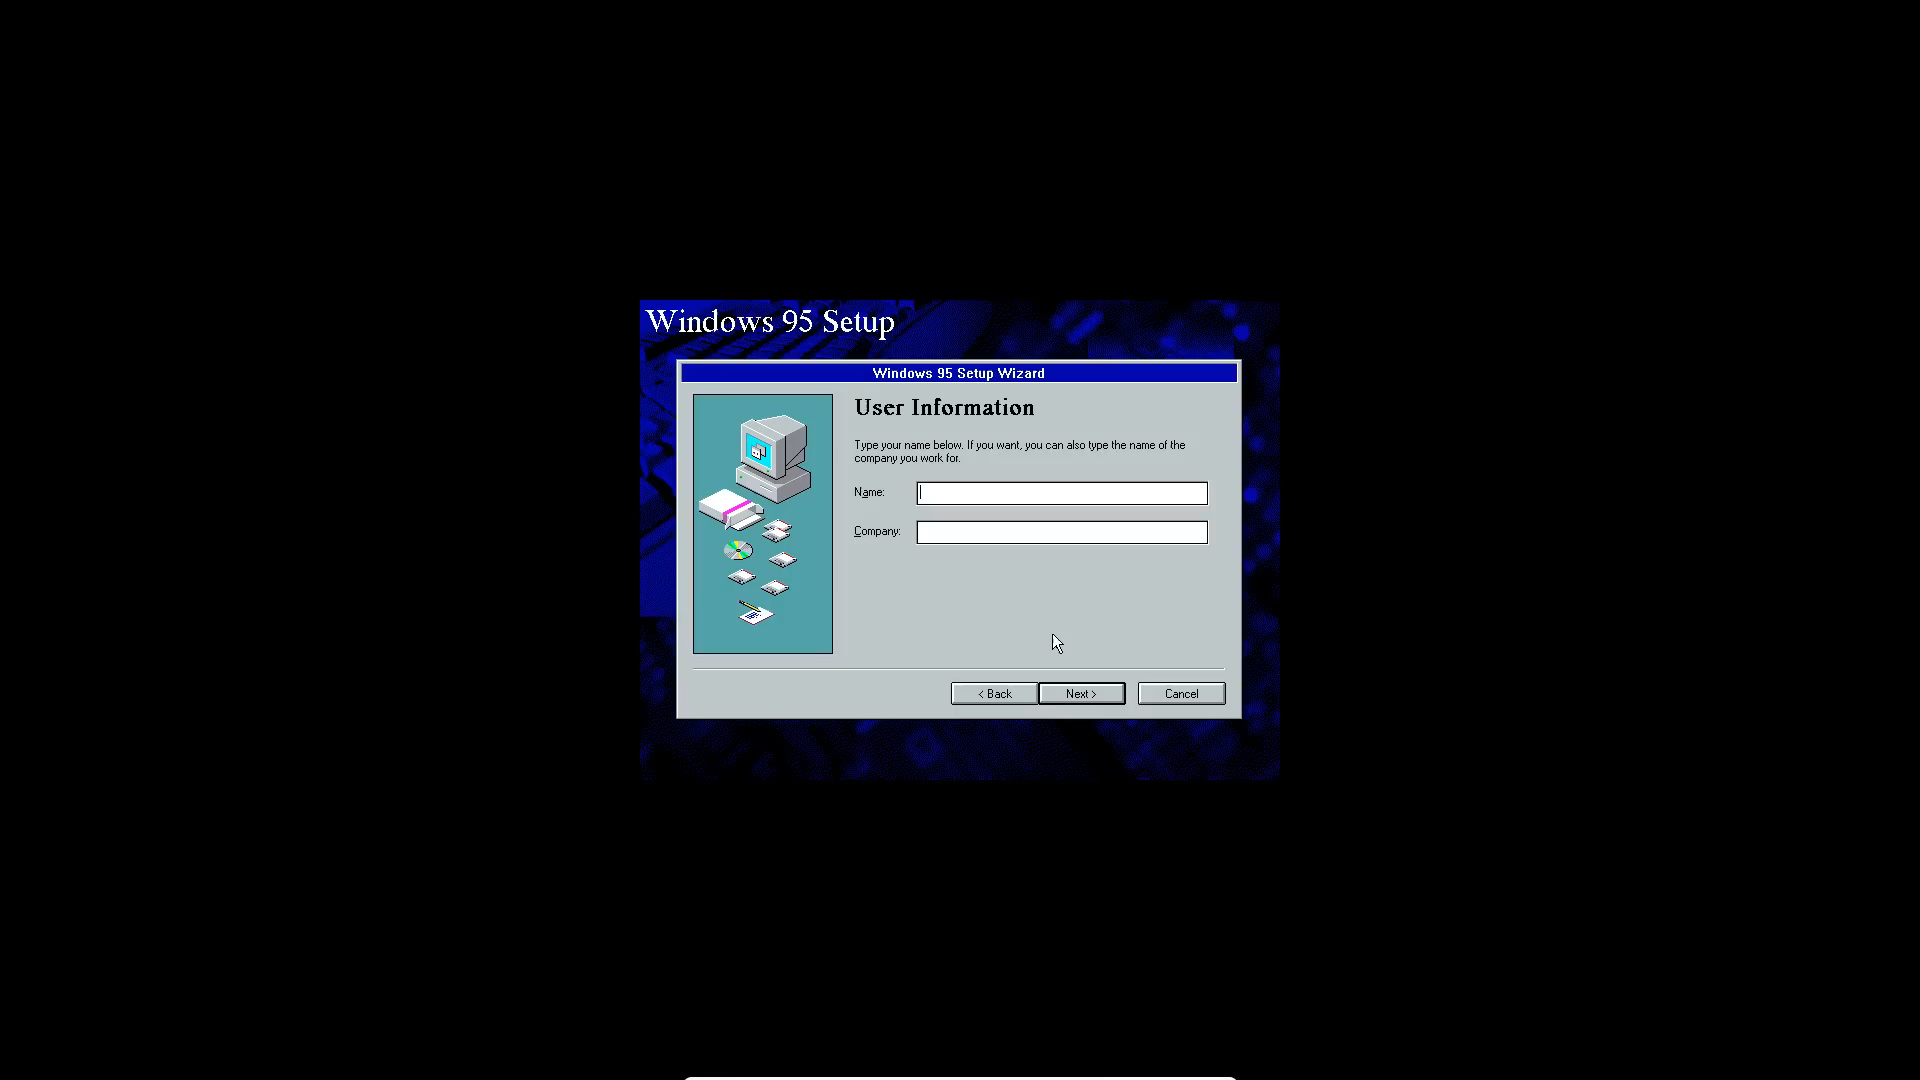 Windows 95 Setup
Windows 95 Setup Wizard
User Information
Type your name below. If you want, you can also type the name of the
company you work for.
Name:
Company:
< Back
Next >
Cancel